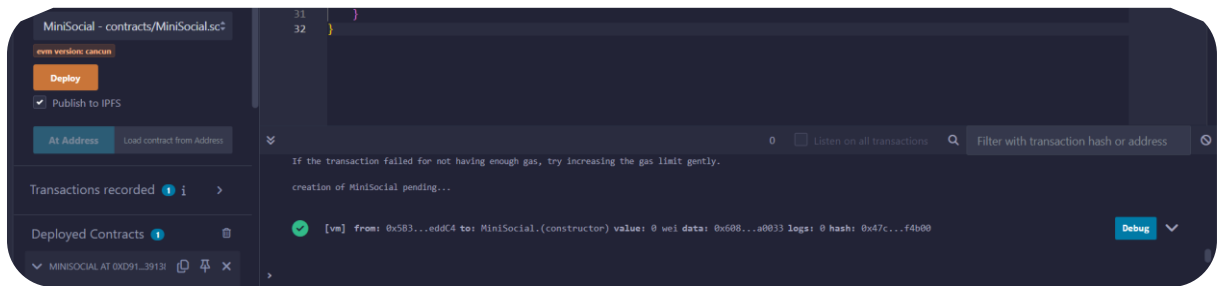 MiniSocial - contracts/MiniSocial.sc
evm version: cancun
Deploy
Publish to IPFS
At Address Load contract from Address
Transactions recorded 1 i
Deployed Contracts 1
MINISOCIAL AT 0XD91...3913
31 }
32 }
0 Listen on all transactions Filter with transaction hash or address
If the transaction failed for not having enough gas, try increasing the gas limit gently.
creation of MiniSocial pending...
[vm] from: 0x5B3...eddC4 to: MiniSocial.(constructor) value: 0 wei data: 0x608...a0033 logs: 0 hash: 0x47c...f4b00
Debug
>